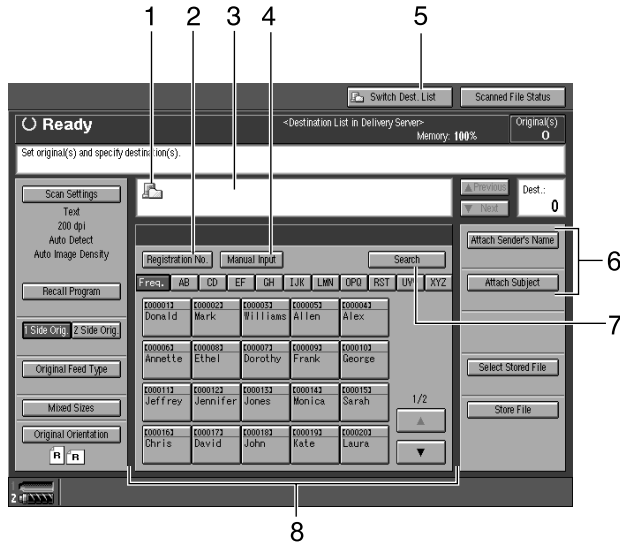 1 2 3 4 5
Switch Dest. List Scanned File Status
Ready <Destination List in Delivery Server> Original(s)
Memory: 100% 0
Set original(s) and specify destination(s).
Scan Settings ▲Previous Dest.:
Text ▼ Next 0
200 dpi
Auto Detect Attach Sender's Name
Auto Image Density Registration No. Manual Input Search 6
Freq. AB CD EF GH IJK LMN OPQ RST UVW XYZ Attach Subject
Recall Program [00001] [00002] [00003] [00005] [00004]
Donald Mark Williams Allen Alex
1 Side Orig. 2 Side Orig. 7
[00006] [00008] [00007] [00009] [00010]
Annette Ethel Dorothy Frank George
Original Feed Type Select Stored File
[00011] [00012] [00013] [00014] [00015]
Jeffrey Jennifer Jones Monica Sarah 1/2
Mixed Sizes ▲ Store File
Original Orientation [00016] [00017] [00018] [00019] [00020]
R R Chris David John Kate Laura ▼
2
8